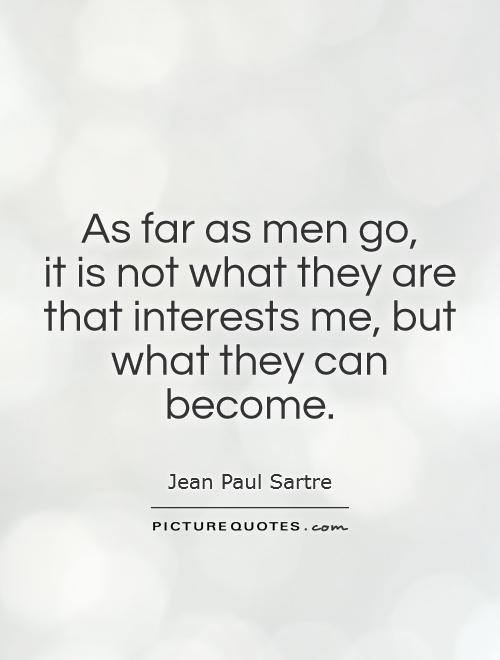 As far as men go,
it is not what they are
that interests me, but
what they can
become.
Jean Paul Sartre
PICTUREQUOTES.com